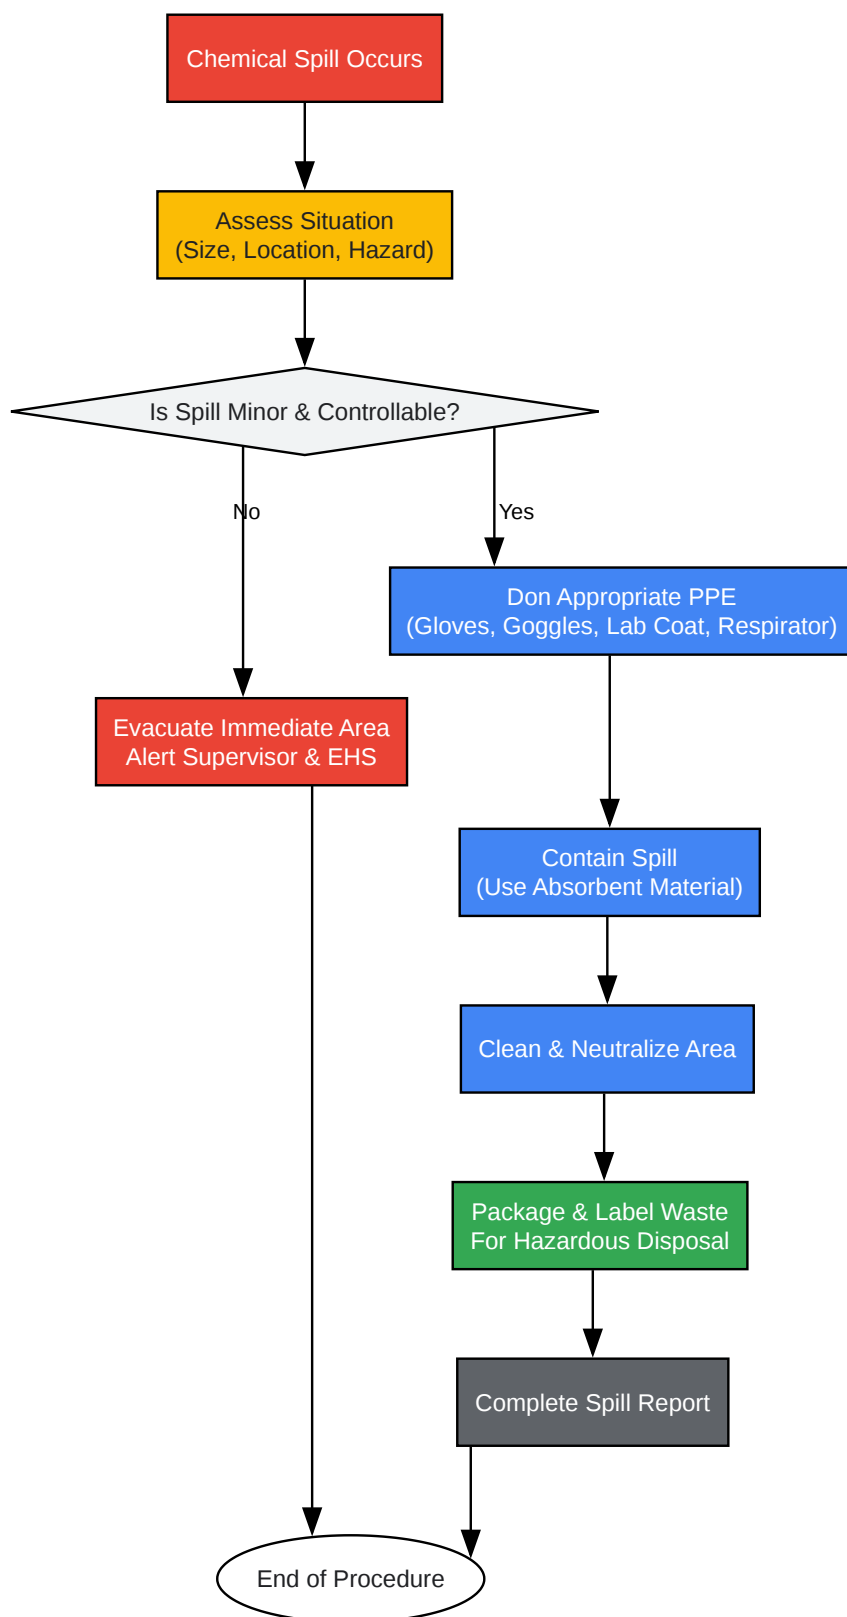 Chemical Spill Occurs
Assess Situation
(Size, Location, Hazard)
Is Spill Minor & Controllable?
No
Yes
Don Appropriate PPE
(Gloves, Goggles, Lab Coat, Respirator)
Evacuate Immediate Area
Alert Supervisor & EHS
Contain Spill
(Use Absorbent Material)
Clean & Neutralize Area
Package & Label Waste
For Hazardous Disposal
Complete Spill Report
End of Procedure